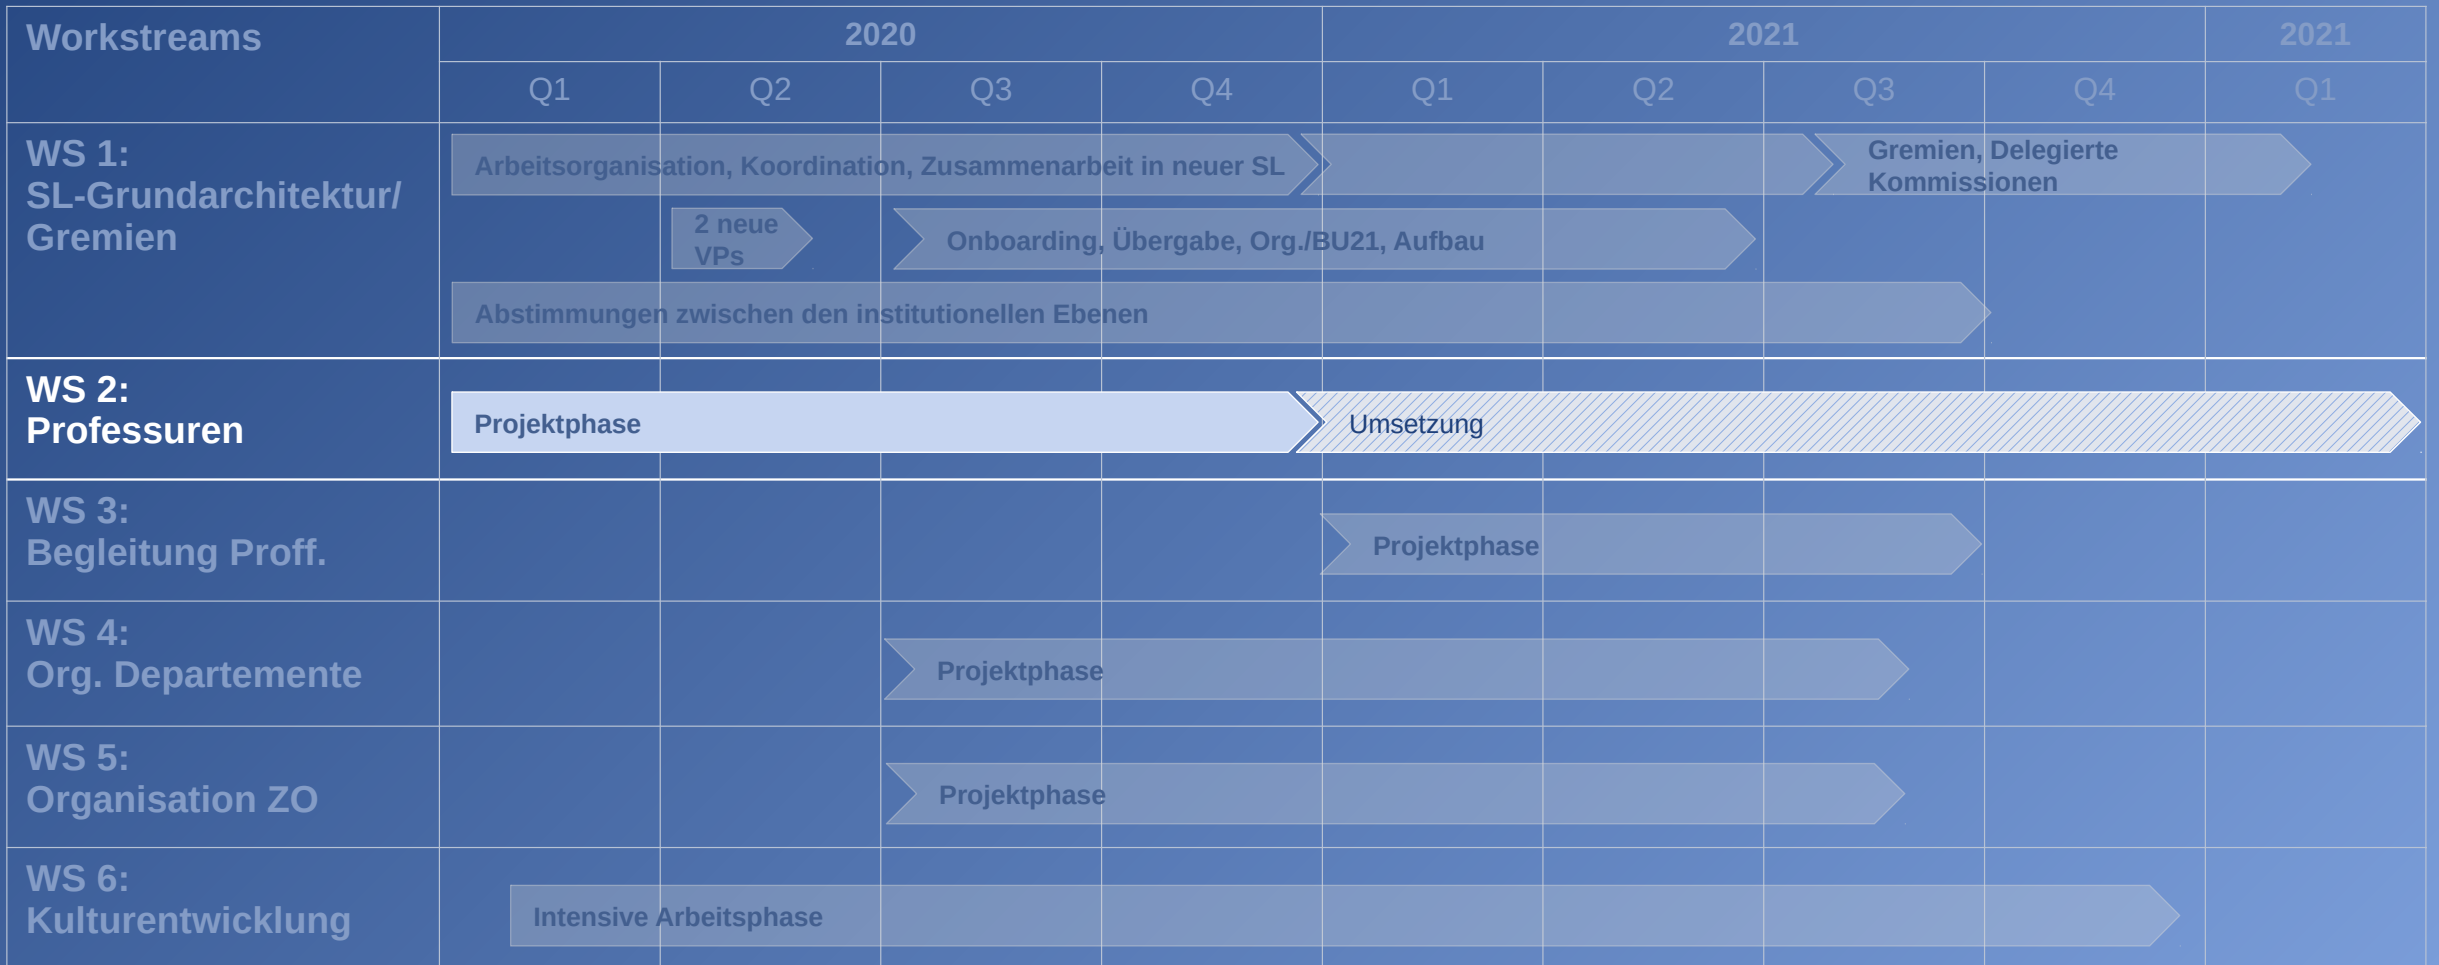 Workstreams
2020
2021
2021
Q1
Q2
Q3
Q4
Q1
Q2
Q3
Q4
Q1
WS 1:
SL-Grundarchitektur/
Gremien
Arbeitsorganisation, Koordination, Zusammenarbeit in neuer SL
Gremien, Delegierte
Kommissionen
2 neue
VPs
Onboarding, Übergabe, Org./BU21, Aufbau
Abstimmungen zwischen den institutionellen Ebenen
WS 2:
Professuren
Projektphase
Umsetzung
WS 3:
Begleitung Proff.
Projektphase
WS 4:
Org. Departemente
Projektphase
WS 5:
Organisation ZO
Projektphase
WS 6:
Kulturentwicklung
Intensive Arbeitsphase